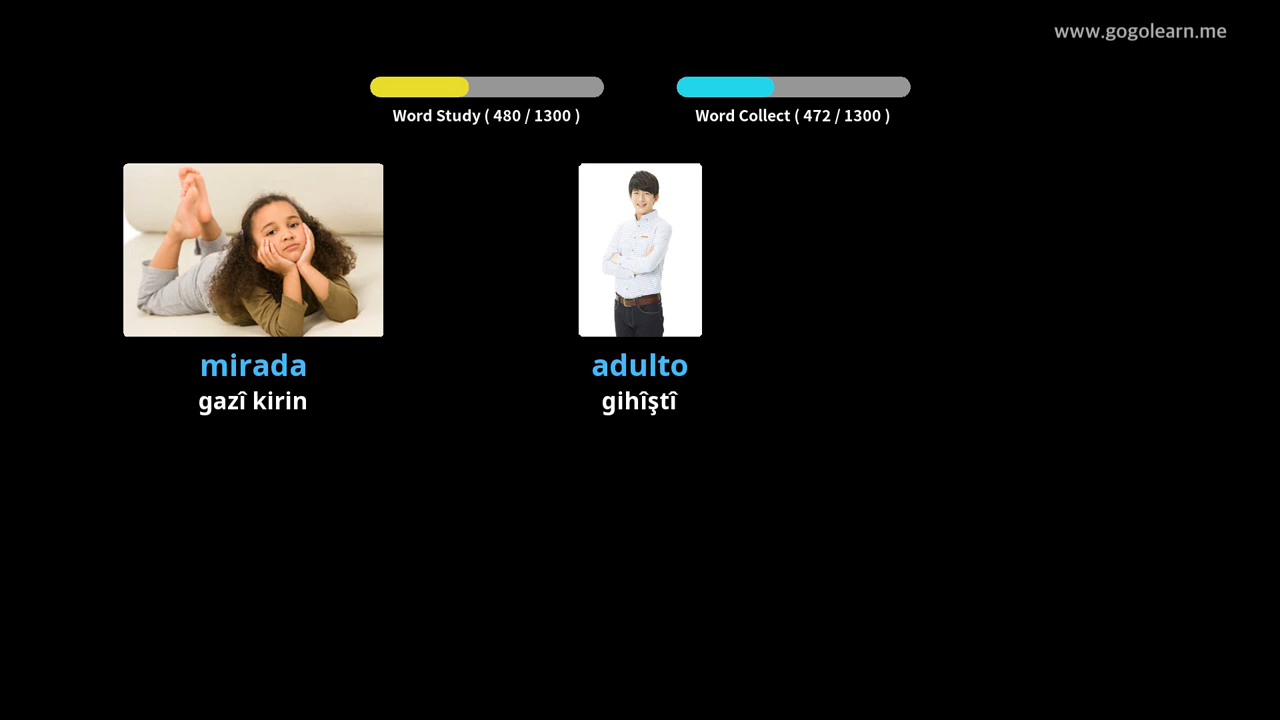 www.gogolearn.me
Word Study ( 480 / 1300 )
Word Collect ( 472 / 1300 )
mirada
gazî kirin
adulto
gihîştî